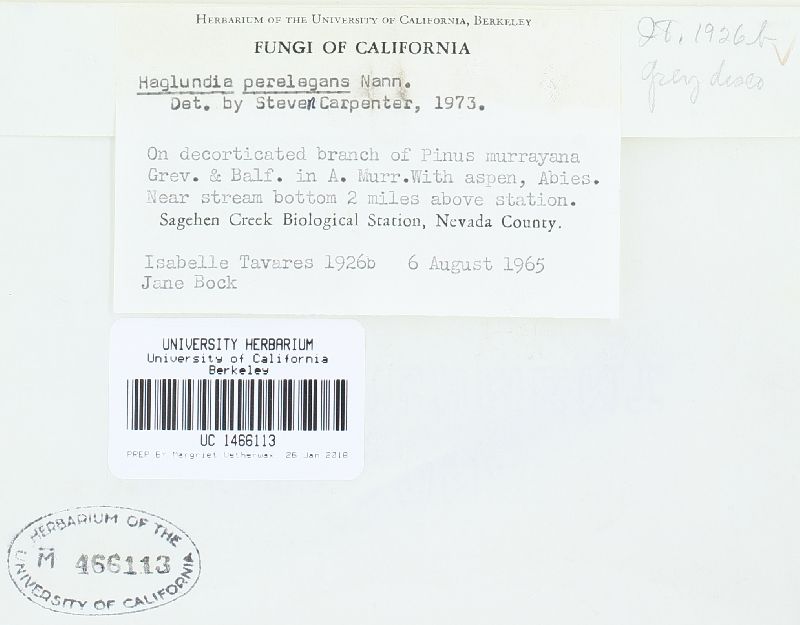 HERBARIUM OF THE UNIVERSITY OF CALIFORNIA, BERKELEY
FUNGI OF CALIFORNIA
Haglundia perelegans Nann.
Det. by Steven Carpenter, 1973.
On decorticated branch of Pinus murrayana
Grev. & Balf. in A. Murr.With aspen, Abies.
Near stream bottom 2 miles above station.
Sagehen Creek Biological Station, Nevada County.
Isabelle Tavares 1926b 6 August 1965
Jane Bock
I.T. 1926b
Grey disco
UNIVERSITY HERBARIUM
University of California
Berkeley
UC 1466113
PREP BY Margriet Wetherwax 26 Jan 2018
HERBARIUM OF THE
M 466113
UNIVERSITY OF CALIFORNIA